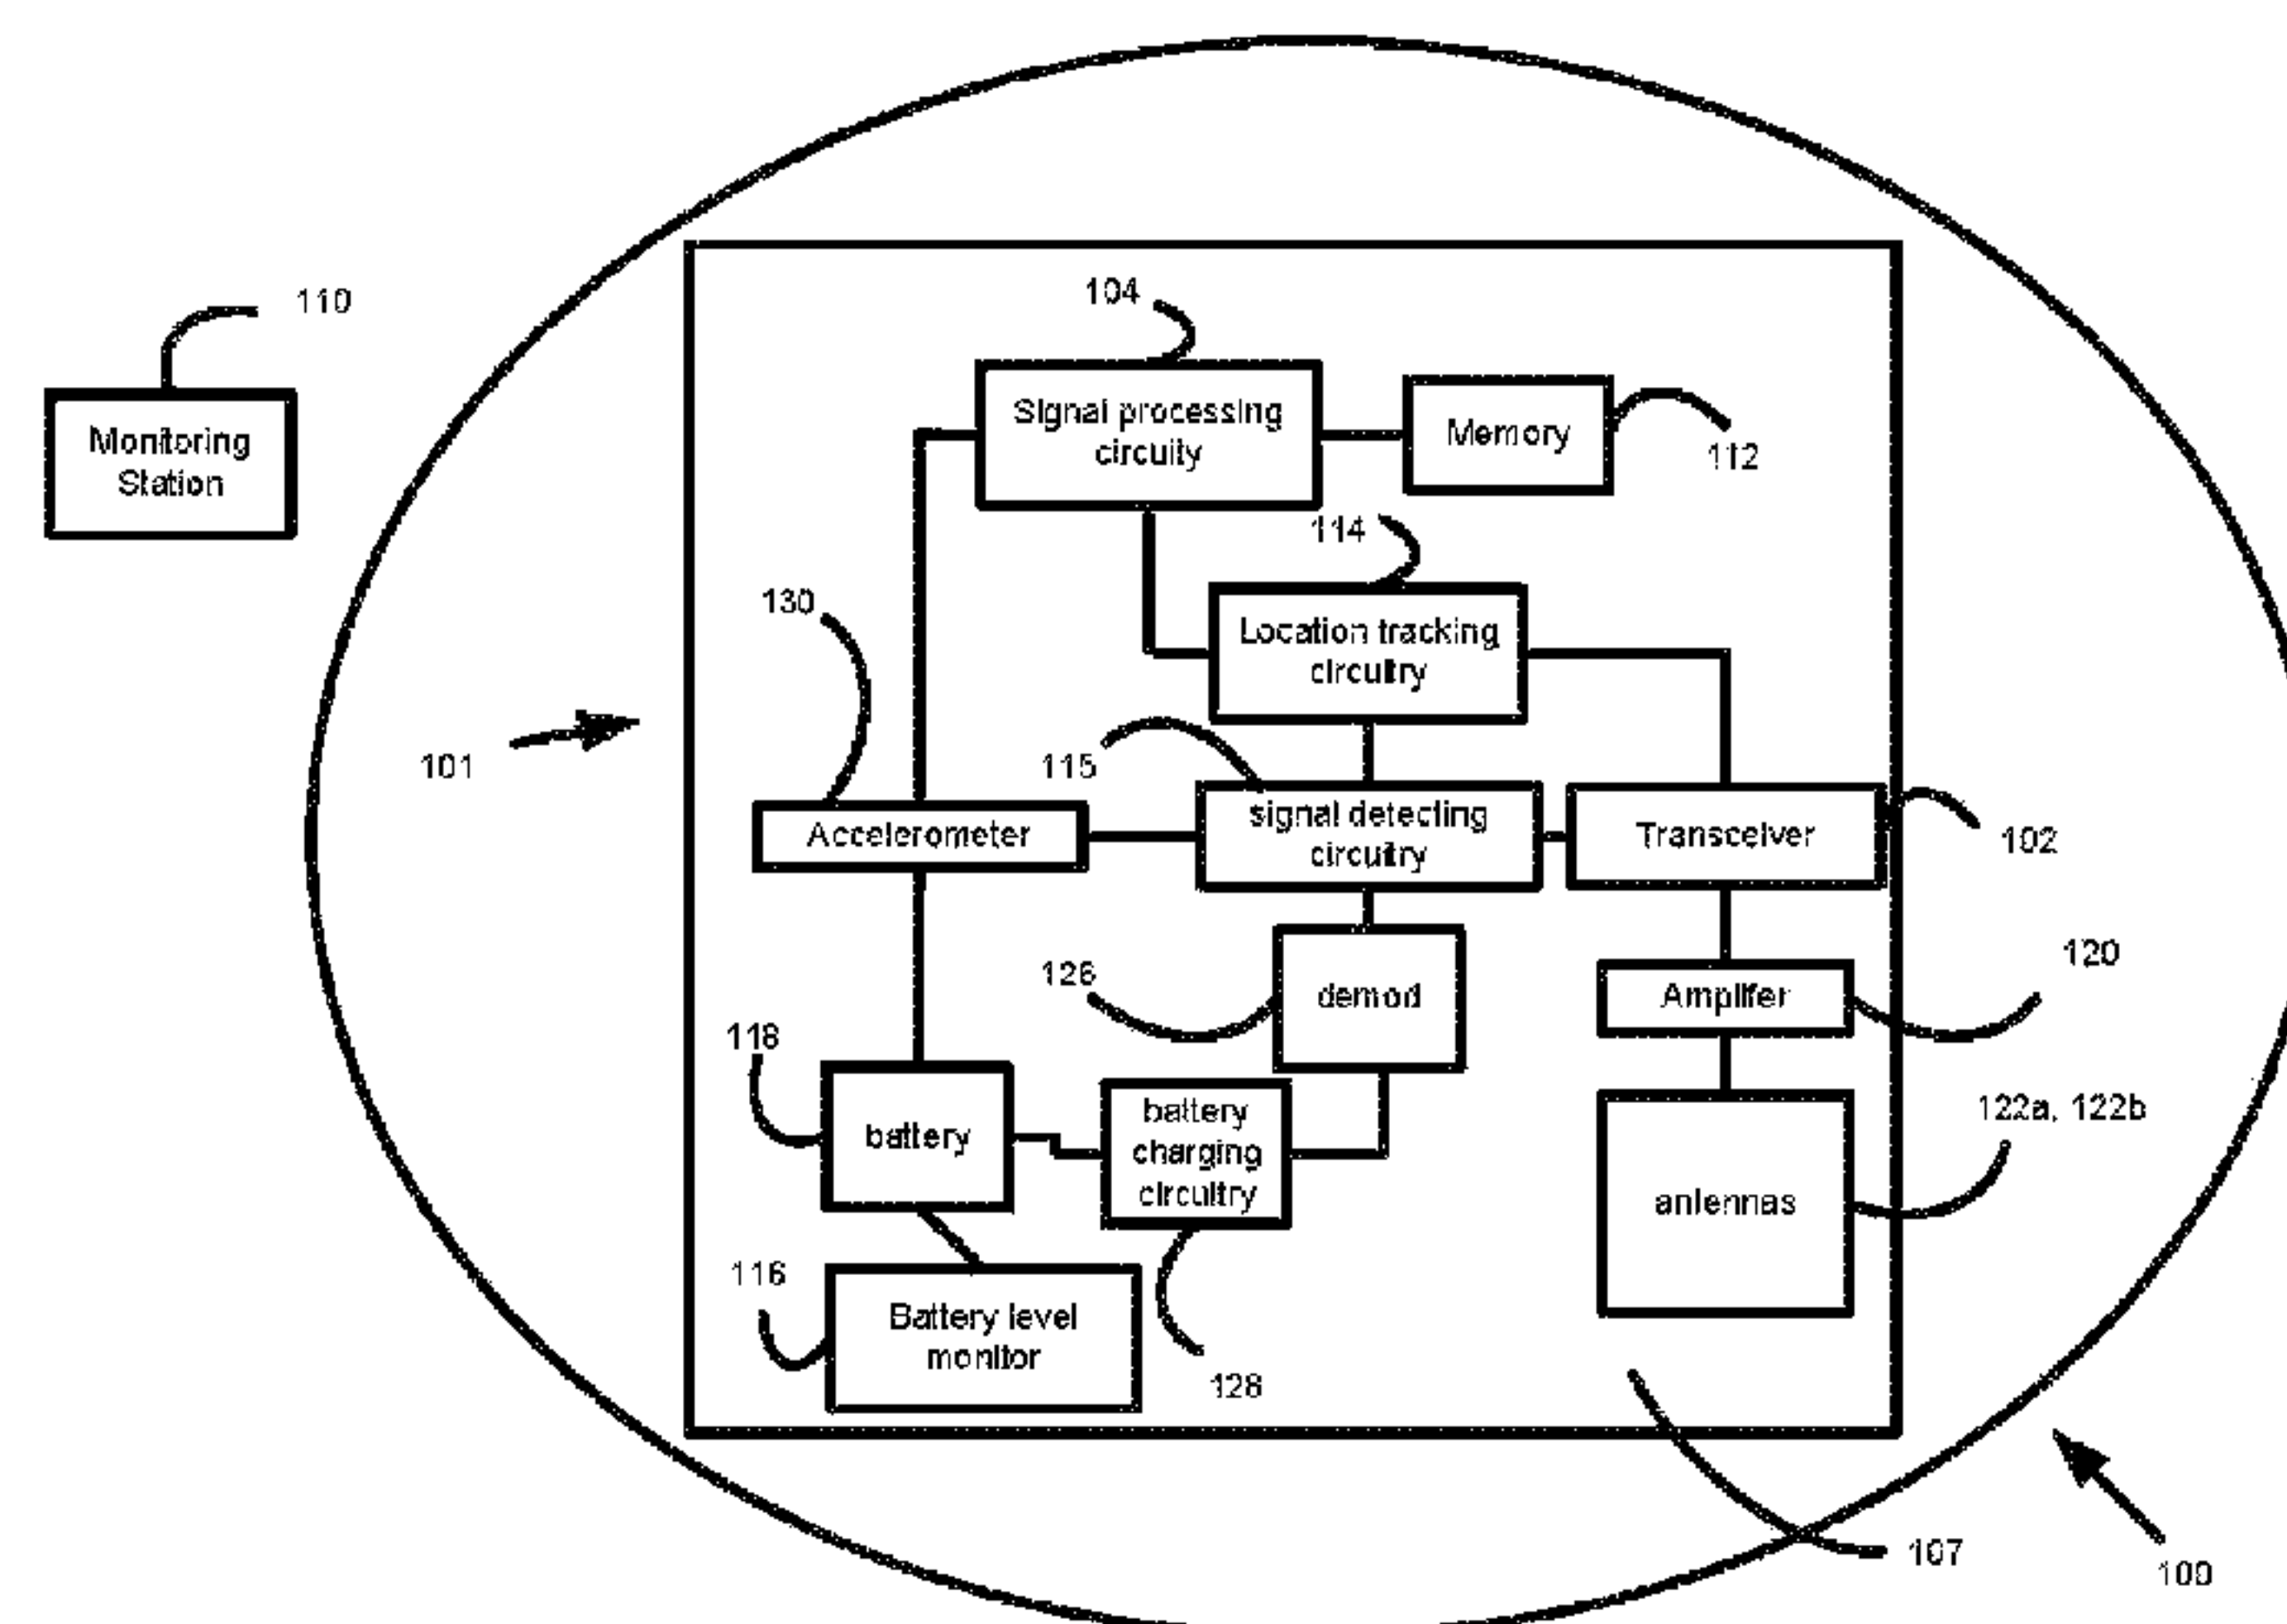 110
Monitoring
Station
104
Signal processing
circuity
Memory
112
114
Location tracking
circuitry
130
101
115
Accelerometer
signal detecting
circuitry
Transceiver
102
126
demod
Amplifer
120
118
battery
battery
charging
circuitry
antennas
122a, 122b
116
Battery level
monitor
128
107
100